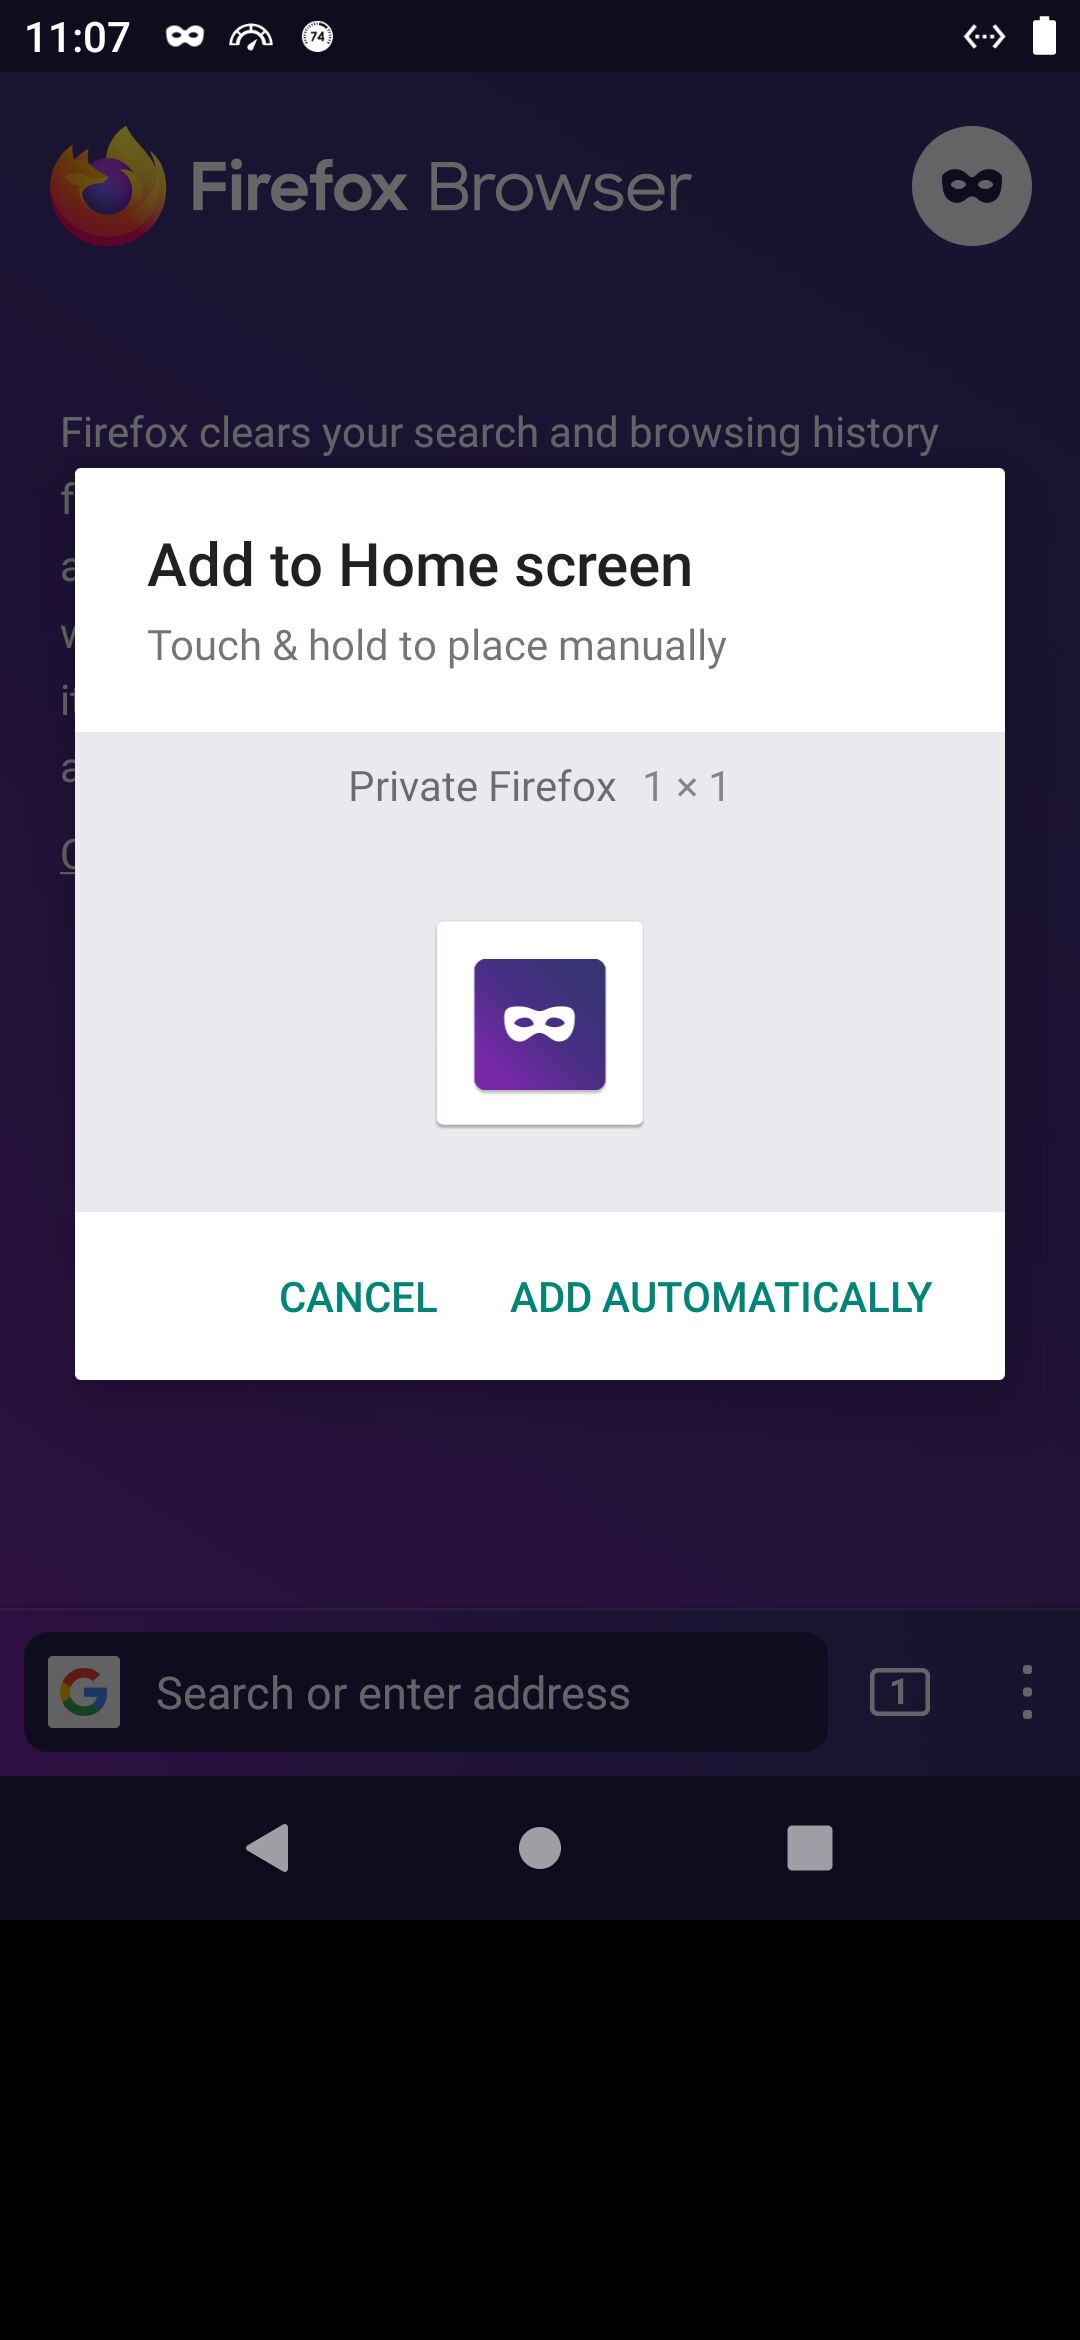 11:07
74
Firefox Browser
Firefox clears your search and browsing history
Add to Home screen
Touch & hold to place manually
Private Firefox 1 × 1
CANCEL ADD AUTOMATICALLY
Search or enter address
1